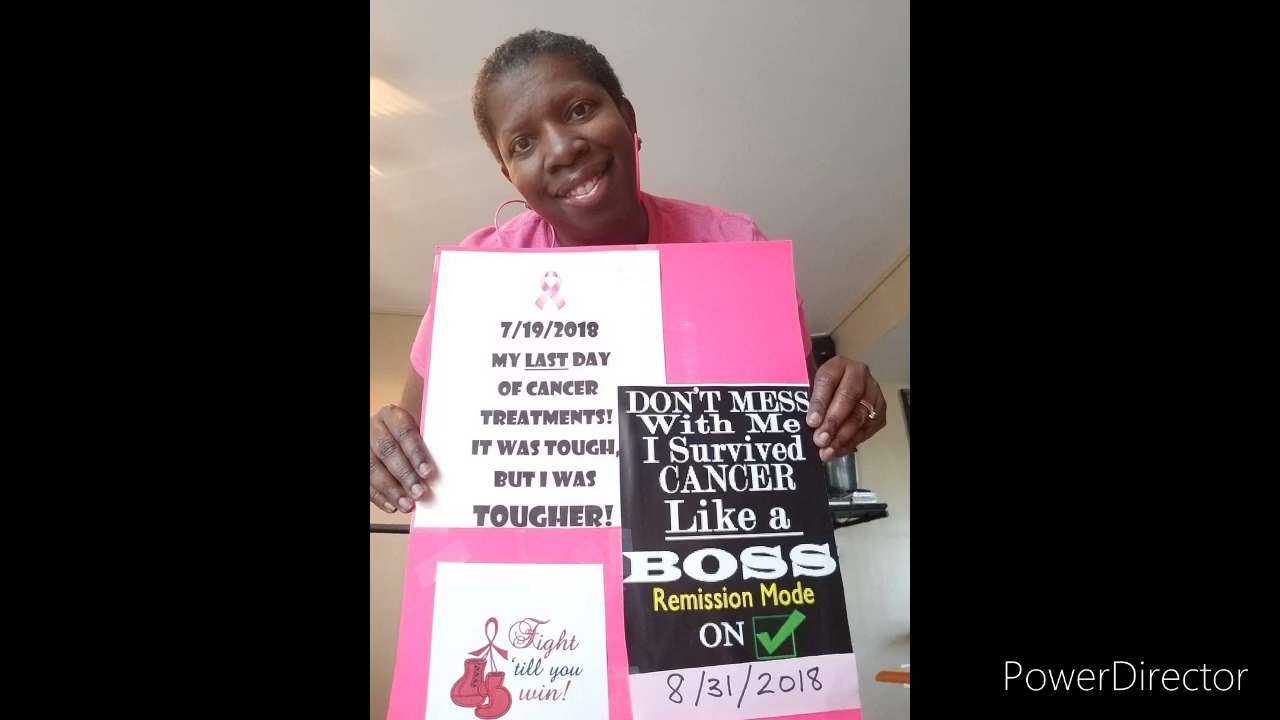 7/19/2018
MY LAST DAY
OF CANCER
TREATMENTS!
IT WAS TOUGH,
BUT I WAS
TOUGHER!
DON'T MESS
With Me
I Survived
CANCER
Like a
BOSS
Remission Mode
ON
8/31/2018
Fight
'till you
win!
PowerDirector